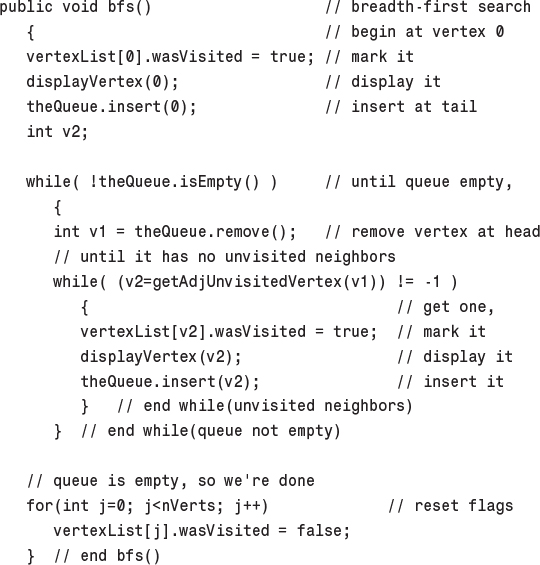 public void bfs()                   // breadth-first search
   {                                // begin at vertex 0
   vertexList[0].wasVisited = true; // mark it
   displayVertex(0);                // display it
   theQueue.insert(0);              // insert at tail
   int v2;

   while( !theQueue.isEmpty() )     // until queue empty,
      {
      int v1 = theQueue.remove();   // remove vertex at head
      // until it has no unvisited neighbors
      while( (v2=getAdjUnvisitedVertex(v1)) != -1 )
         {                                  // get one,
         vertexList[v2].wasVisited = true;  // mark it
         displayVertex(v2);                 // display it
         theQueue.insert(v2);               // insert it
         }   // end while(unvisited neighbors)
      }  // end while(queue not empty)

   // queue is empty, so we're done
   for(int j=0; j<nVerts; j++)             // reset flags
      vertexList[j].wasVisited = false;
   }  // end bfs()